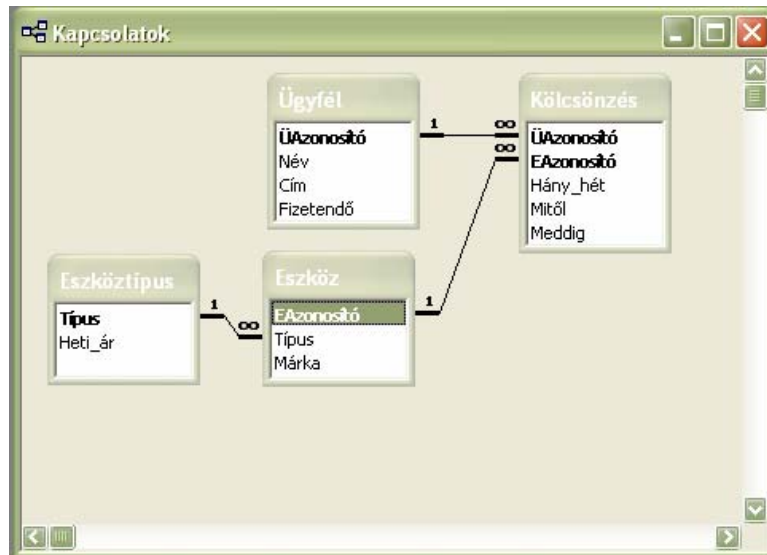 Kapcsolatok
Ügyfél
ÜAzonosító
Név
Cím
Fizetendő
1
∞
Kölcsönzés
ÜAzonosító
EAzonosító
Hány_hét
Mitől
Meddig
∞
Eszköztípus
Típus
Heti_ár
1
∞
Eszköz
EAzonosító
Típus
Márka
1